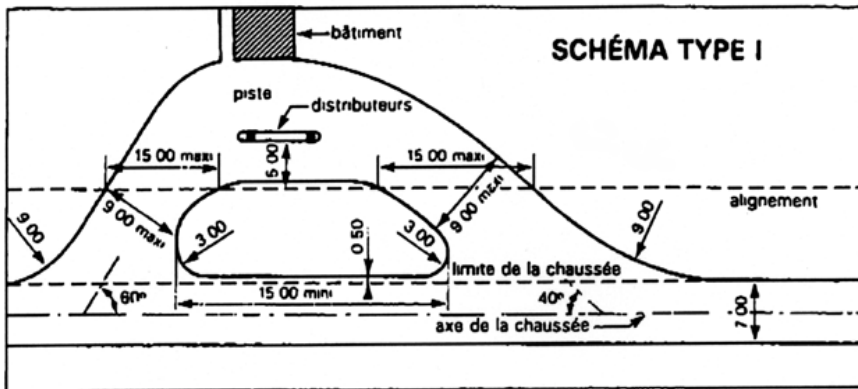 bâtiment
SCHÉMA TYPE I
piste
distributeurs
15 00 maxi
5 00
15 00 maxi
9 00 maxi
9 00 maxi
alignement
9 00
3 00
0 50
3 00
9 00
limite de la chaussée
60º
15 00 mini
40º
axe de la chaussée
7 00